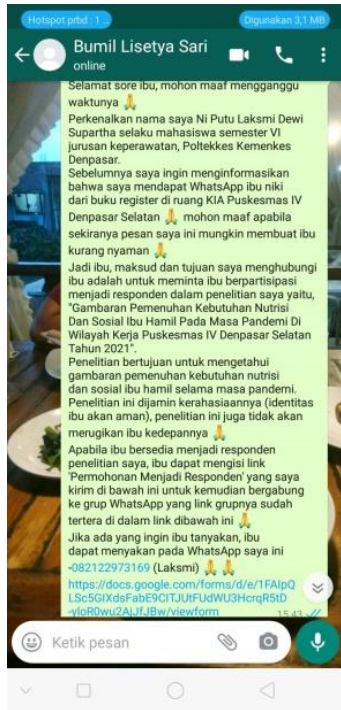 Hotspot prbd : 1 ...
Digunakan 3,1 MB
Bumil Lisetya Sari
online
Selamat sore ibu, mohon maaf mengganggu
waktunya 🙏
Perkenalkan nama saya Ni Putu Laksmi Dewi
Supartha selaku mahasiswa semester VI
jurusan keperawatan, Poltekkes Kemenkes
Denpasar.
Sebelumnya saya ingin menginformasikan
bahwa saya mendapat WhatsApp ibu niki
dari buku register di ruang KIA Puskesmas IV
Denpasar Selatan 🙏 mohon maaf apabila
sekiranya pesan saya ini mungkin membuat ibu
kurang nyaman 🙏
Jadi ibu, maksud dan tujuan saya menghubungi
ibu adalah untuk meminta ibu berpartisipasi
menjadi responden dalam penelitian saya yaitu,
"Gambaran Pemenuhan Kebutuhan Nutrisi
Dan Sosial Ibu Hamil Pada Masa Pandemi Di
Wilayah Kerja Puskesmas IV Denpasar Selatan
Tahun 2021".
Penelitian bertujuan untuk mengetahui
gambaran pemenuhan kebutuhan nutrisi
dan sosial ibu hamil selama masa pandemi.
Penelitian ini dijamin kerahasiaannya (identitas
ibu akan aman), penelitian ini juga tidak akan
merugikan ibu kedepannya 🙏
Apabila ibu bersedia menjadi responden
penelitian saya, ibu dapat mengisi link
'Permohonan Menjadi Responden' yang saya
kirim di bawah ini untuk kemudian bergabung
ke grup WhatsApp yang link grupnya sudah
tertera di dalam link dibawah ini 🙏
Jika ada yang ingin ibu tanyakan, ibu
dapat menyakan pada WhatsApp saya ini
-082122973169 (Laksmi) 🙏 🙏
https://docs.google.com/forms/d/e/1FAIpQ
LSc5GIXdsFabE9CITJUtFUdWU3HcrqR5tD
-yloR0wu2AjJfJBw/viewform
15.43
Ketik pesan